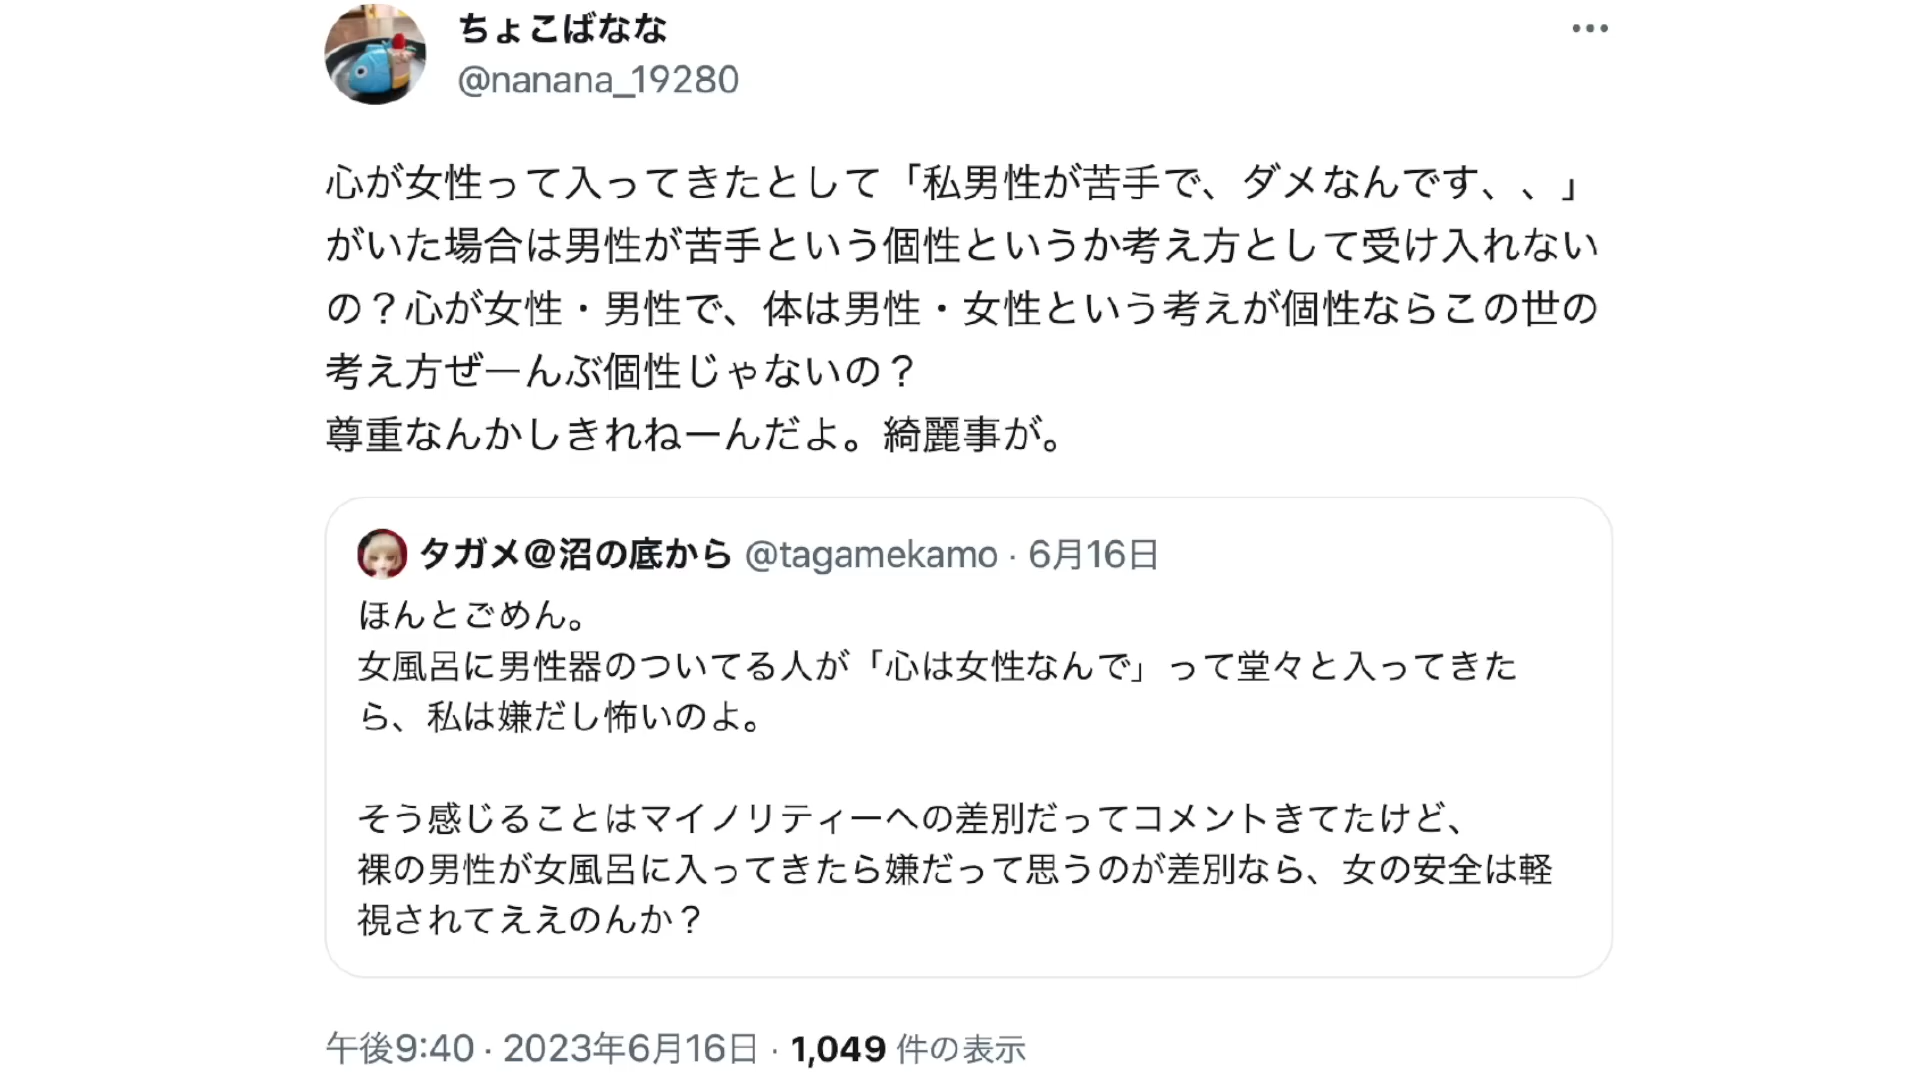 ちょこばなな
@nanana_19280
心が女性って入ってきたとして「私男性が苦手で、ダメなんです、、」
がいた場合は男性が苦手という個性というか考え方として受け入れない
の？心が女性・男性で、体は男性・女性という考えが個性ならこの世の
考え方ぜーんぶ個性じゃないの？
尊重なんかしきれねーんだよ。綺麗事が。
タガメ@沼の底から @tagamekamo · 6月16日
ほんとごめん。
女風呂に男性器のついてる人が「心は女性なんで」って堂々と入ってきた
ら、私は嫌だし怖いのよ。
そう感じることはマイノリティーへの差別だってコメントきてたけど、
裸の男性が女風呂に入ってきたら嫌だって思うのが差別なら、女の安全は軽
視されてええのんか？
午後9:40 · 2023年6月16日 · 1,049 件の表示